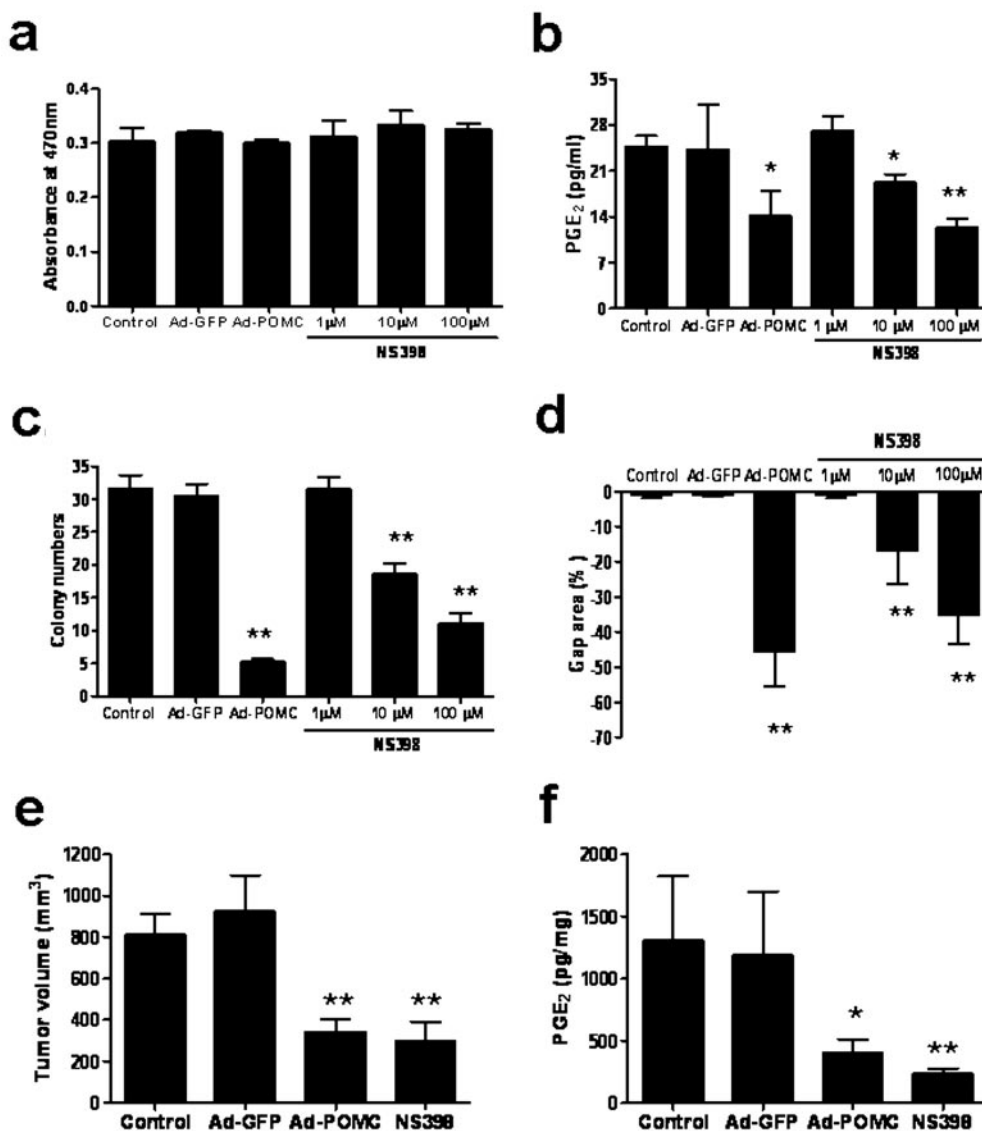 a
Absorbance at 470nm
0.4
0.3
0.2
0.1
0.0
Control Ad-GFP Ad-POMC 1μM 10μM 100μM
NS398
b
PGE2 (pg/ml)
35
28
21
14
7
0
* * **
Control Ad-GFP Ad-POMC 1 μM 10 μM 100 μM
NS398
c
Colony numbers
35
30
25
20
15
10
5
0
** ** **
Control Ad-GFP Ad-POMC 1μM 10 μM 100 μM
NS398
d
NS398
Control Ad-GFP Ad-POMC 1μM 10μM 100μM
Gap area (%)
0
-10
-20
-30
-40
-50
-60
-70
** ** **
e
Tumor volume (mm3)
1200
1000
800
600
400
200
0
** **
Control Ad-GFP Ad-POMC NS398
f
PGE2 (pg/mg)
2000
1500
1000
500
0
* **
Control Ad-GFP Ad-POMC NS398